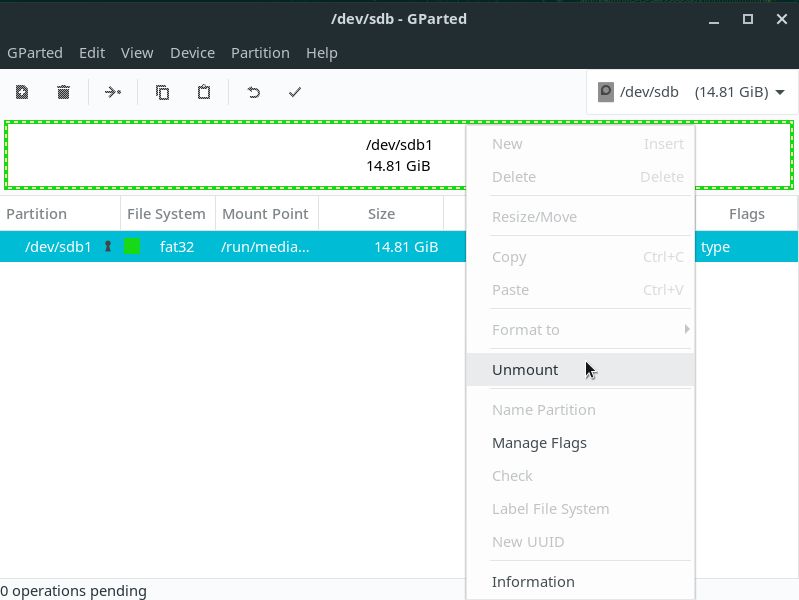 /dev/sdb - GParted
GParted Edit View Device Partition Help
/dev/sdb (14.81 GiB)
/dev/sdb1
14.81 GiB
Partition File System Mount Point Size Flags
/dev/sdb1 fat32 /run/media... 14.81 GiB type
New Insert
Delete Delete
Resize/Move
Copy Ctrl+C
Paste Ctrl+V
Format to
Unmount
Name Partition
Manage Flags
Check
Label File System
New UUID
Information
0 operations pending